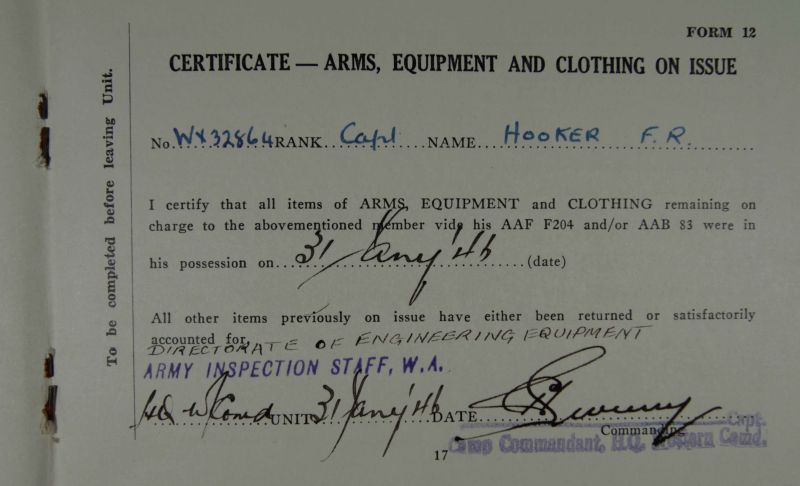 FORM 12
CERTIFICATE — ARMS, EQUIPMENT AND CLOTHING ON ISSUE
To be completed before leaving Unit.
No. WX32864 RANK Capt NAME HOOKER F.R.
I certify that all items of ARMS, EQUIPMENT and CLOTHING remaining on
charge to the abovementioned member vide his AAF F204 and/or AAB 83 were in
his possession on 31 Jany '46 (date)
All other items previously on issue have either been returned or satisfactorily
accounted for.
DIRECTORATE OF ENGINEERING EQUIPMENT
ARMY INSPECTION STAFF, W.A.
HQ W Comd UNIT 31 Jany '46 DATE
Capt.
Commanding
Camp Commandant, H.Q. Western Comd.
17